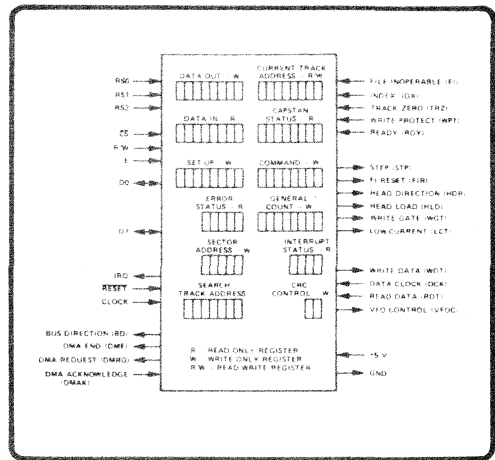 RS0
RS1
RS2
CS
R/W
E
D0
D7
IRQ
RESET
CLOCK
BUS DIRECTION (BD)
DMA END (DME)
DMA REQUEST (DMRQ)
DMA ACKNOWLEDGE
(DMAK)
DATA OUT - W
CURRENT TRACK
ADDRESS - R/W
DATA IN - R
CAPSTAN
STATUS - R
SET UP - W
COMMAND - W
ERROR
STATUS - R
GENERAL
COUNT - W
SECTOR
ADDRESS - W
INTERRUPT
STATUS - R
SEARCH
TRACK ADDRESS
CRC
CONTROL - W
R - READ ONLY REGISTER
W - WRITE ONLY REGISTER
R/W - READ WRITE REGISTER
FILE INOPERABLE (FI)
INDEX (IDX)
TRACK ZERO (TRZ)
WRITE PROTECT (WPT)
READY (RDY)
STEP (STP)
FI RESET (FIR)
HEAD DIRECTION (HDR)
HEAD LOAD (HLD)
WRITE GATE (WGT)
LOW CURRENT (LCT)
WRITE DATA (WDT)
DATA CLOCK (DCK)
READ DATA (RDT)
VFO CONTROL (VFOC)
+5 V
GND